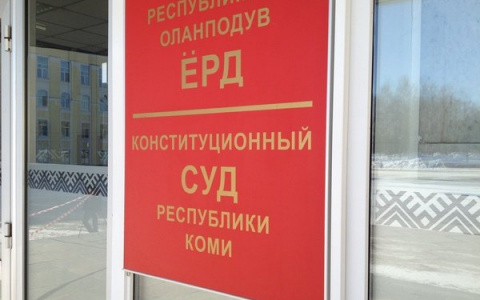 ОЛАНПОДУВ
ЁРД
КОНСТИТУЦИОННЫЙ
СУД
РЕСПУБЛИКИ
КОМИ